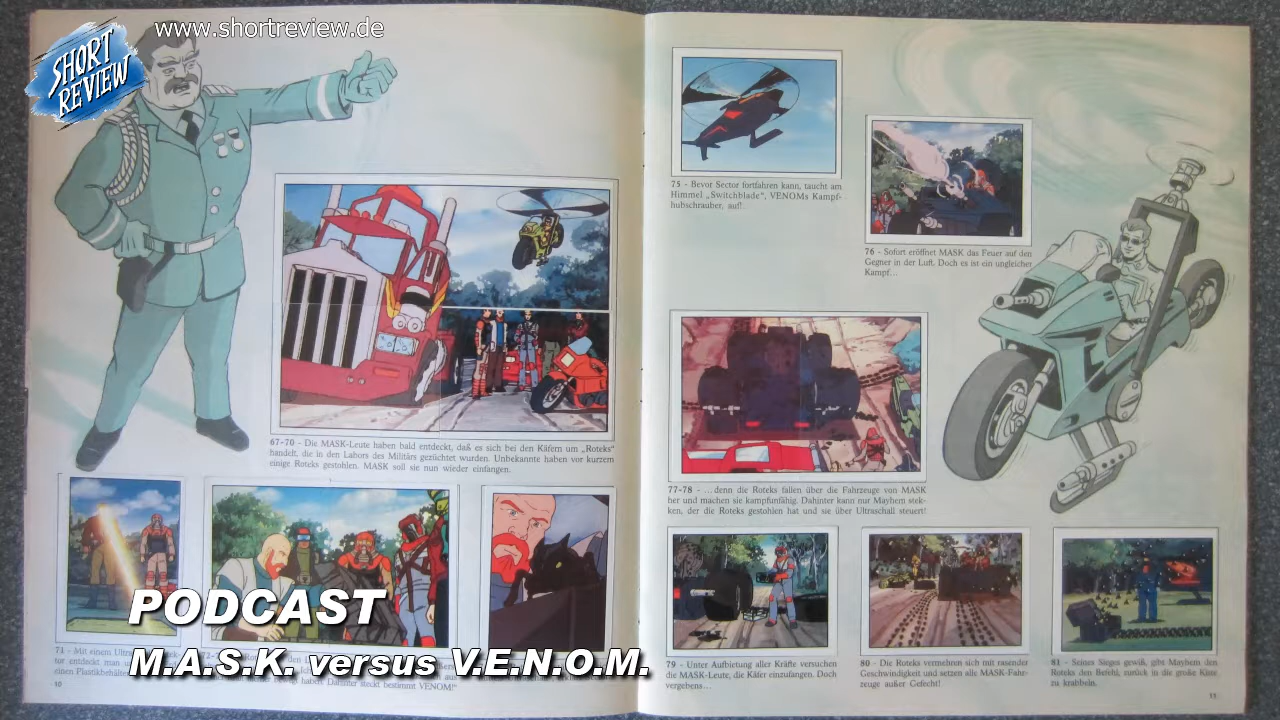 www.shortreview.de
SHORT
REVIEW
67-70 - Die MASK-Leute haben bald entdeckt, daß es sich bei den Käfern um „Roteks“
handelt, die in den Labors des Militärs gezüchtet wurden. Unbekannte haben vor kurzem
einige Roteks gestohlen. MASK soll sie nun wieder einfangen.
71 - Mit einem
tor entdeckt man
einen
haben! Dahinter steckt bestimmt VENOM!“
10
PODCAST
M.A.S.K. versus V.E.N.O.M.
75 - Bevor Sector fortfahren kann, taucht am
Himmel „Switchblade“, VENOMs Kampf-
hubschrauber, auf!
76 - Sofort eröffnet MASK das Feuer auf den
Gegner in der Luft. Doch es ist ein ungleicher
Kampf...
77-78 - ...denn die Roteks fallen über die Fahrzeuge von MASK
her und machen sie kampfunfähig. Dahinter kann nur Mayhem stek-
ken, der die Roteks gestohlen hat und sie über Ultraschall steuert!
79 - Unter Aufbietung aller Kräfte versuchen
die MASK-Leute, die Käfer einzufangen. Doch
vergebens...
80 - Die Roteks vermehren sich mit rasender
Geschwindigkeit und setzen alle MASK-Fahr-
zeuge außer Gefecht!
81 - Seines Sieges gewiß, gibt Mayhem den
Roteks den Befehl, zurück in die große Kiste
zu krabbeln.
11